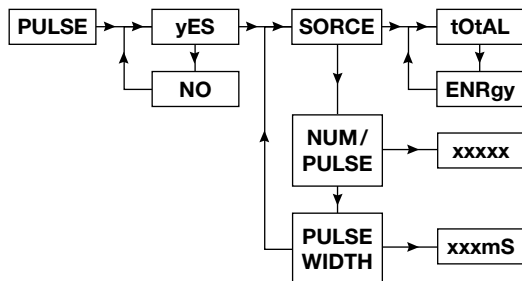 PULSE
yES
SORCE
tOtAL
NO
ENRgy
NUM/
PULSE
xxxxx
PULSE
WIDTH
xxxmS